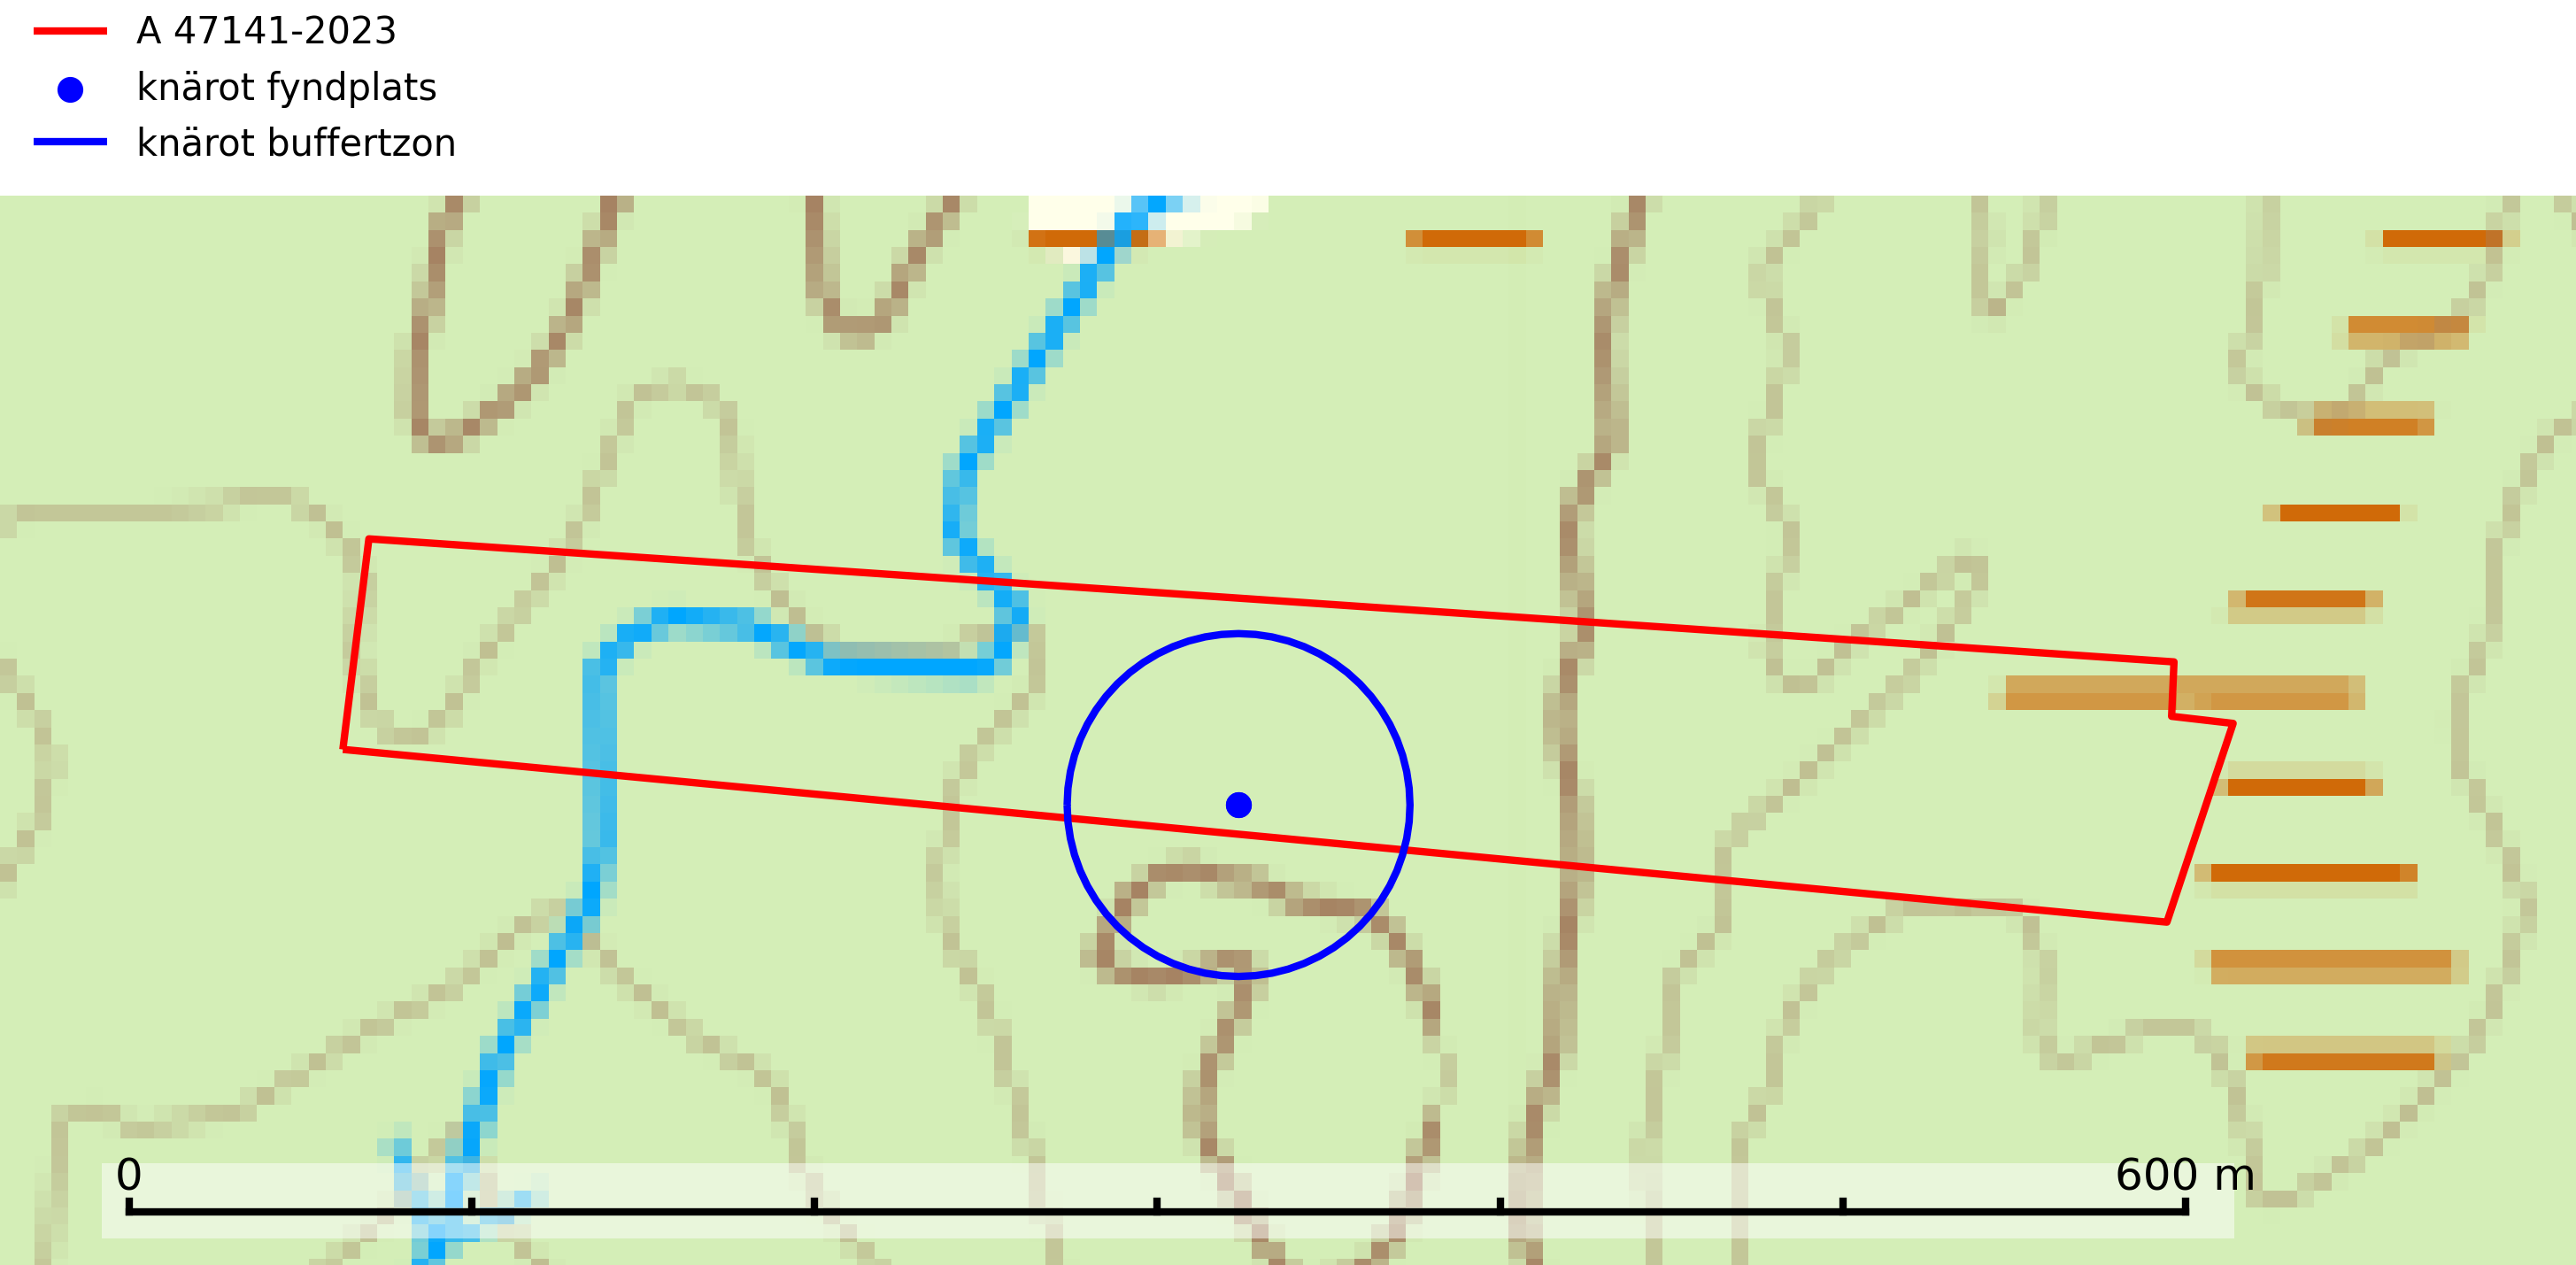 A 47141-2023
knärot fyndplats
knärot buffertzon
0
600 m